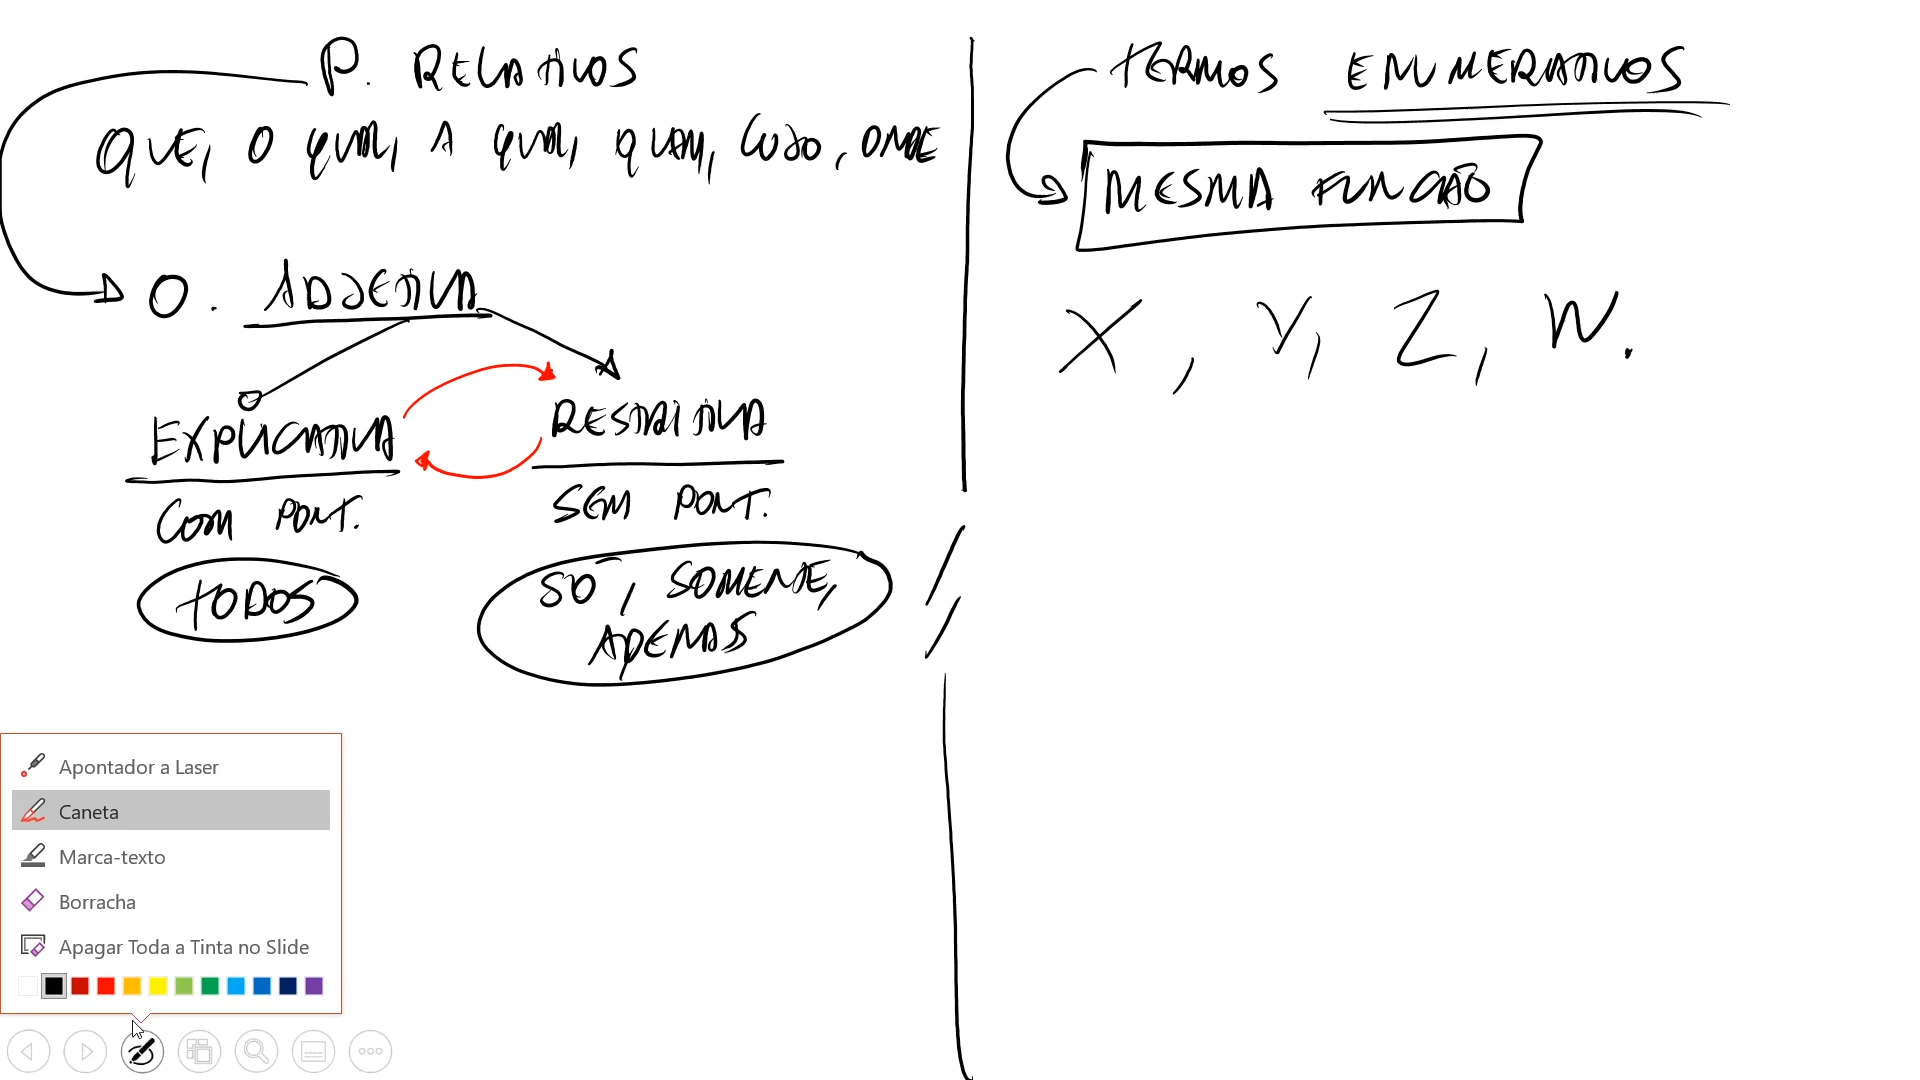 P. RELATIVOS
QUE, O QUAL, A QUAL, QUEM, CUJO, ONDE
O. ADJETIVA
EXPLICATIVA
COM PONT.
TODOS
RESTRITIVA
SEM PONT.
SÓ, SOMENTE,
APENAS
TERMOS ENUMERATIVOS
MESMA FUNÇÃO
X, Y, Z, W.
Apontador a Laser
Caneta
Marca-texto
Borracha
Apagar Toda a Tinta no Slide